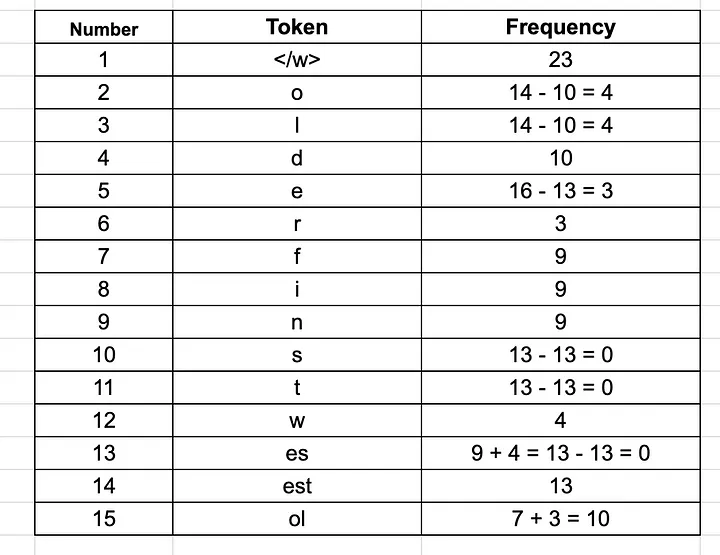 Number Token Frequency
1 </w> 23
2 o 14 - 10 = 4
3 l 14 - 10 = 4
4 d 10
5 e 16 - 13 = 3
6 r 3
7 f 9
8 i 9
9 n 9
10 s 13 - 13 = 0
11 t 13 - 13 = 0
12 w 4
13 es 9 + 4 = 13 - 13 = 0
14 est 13
15 ol 7 + 3 = 10